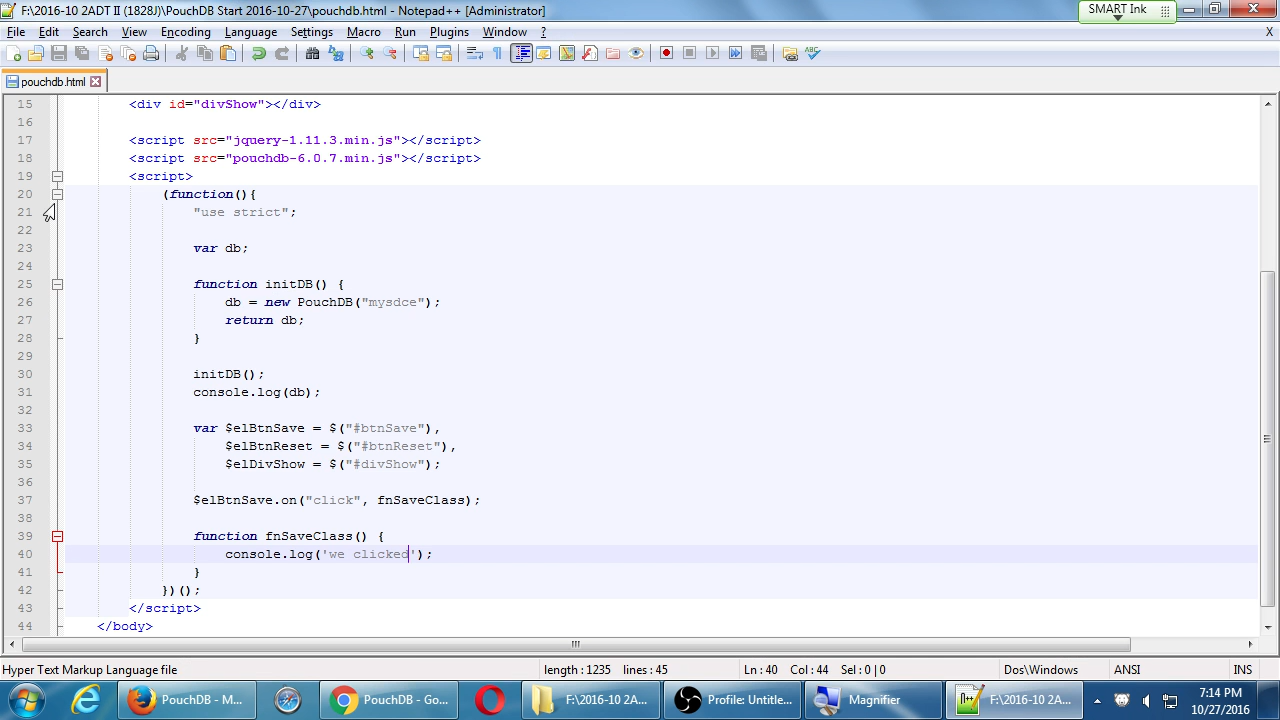 F:\2016-10 2ADT II (1828J)\PouchDB Start 2016-10-27\pouchdb.html - Notepad++ [Administrator]
SMART Ink
File Edit Search View Encoding Language Settings Macro Run Plugins Window ? X
pouchdb.html
15 <div id="divShow"></div>
16
17 <script src="jquery-1.11.3.min.js"></script>
18 <script src="pouchdb-6.0.7.min.js"></script>
19 <script>
20 (function(){
21 "use strict";
22
23 var db;
24
25 function initDB() {
26 db = new PouchDB("mysdce");
27 return db;
28 }
29
30 initDB();
31 console.log(db);
32
33 var $elBtnSave = $("#btnSave"),
34 $elBtnReset = $("#btnReset"),
35 $elDivShow = $("#divShow");
36
37 $elBtnSave.on("click", fnSaveClass);
38
39 function fnSaveClass() {
40 console.log('we clicked');
41 }
42 })();
43 </script>
44 </body>
Hyper Text Markup Language file length : 1235 lines : 45 Ln : 40 Col : 44 Sel : 0 | 0 Dos\Windows ANSI INS
PouchDB - M... PouchDB - Go... F:\2016-10 2A... Profile: Untitle... Magnifier F:\2016-10 2A... 7:14 PM
10/27/2016